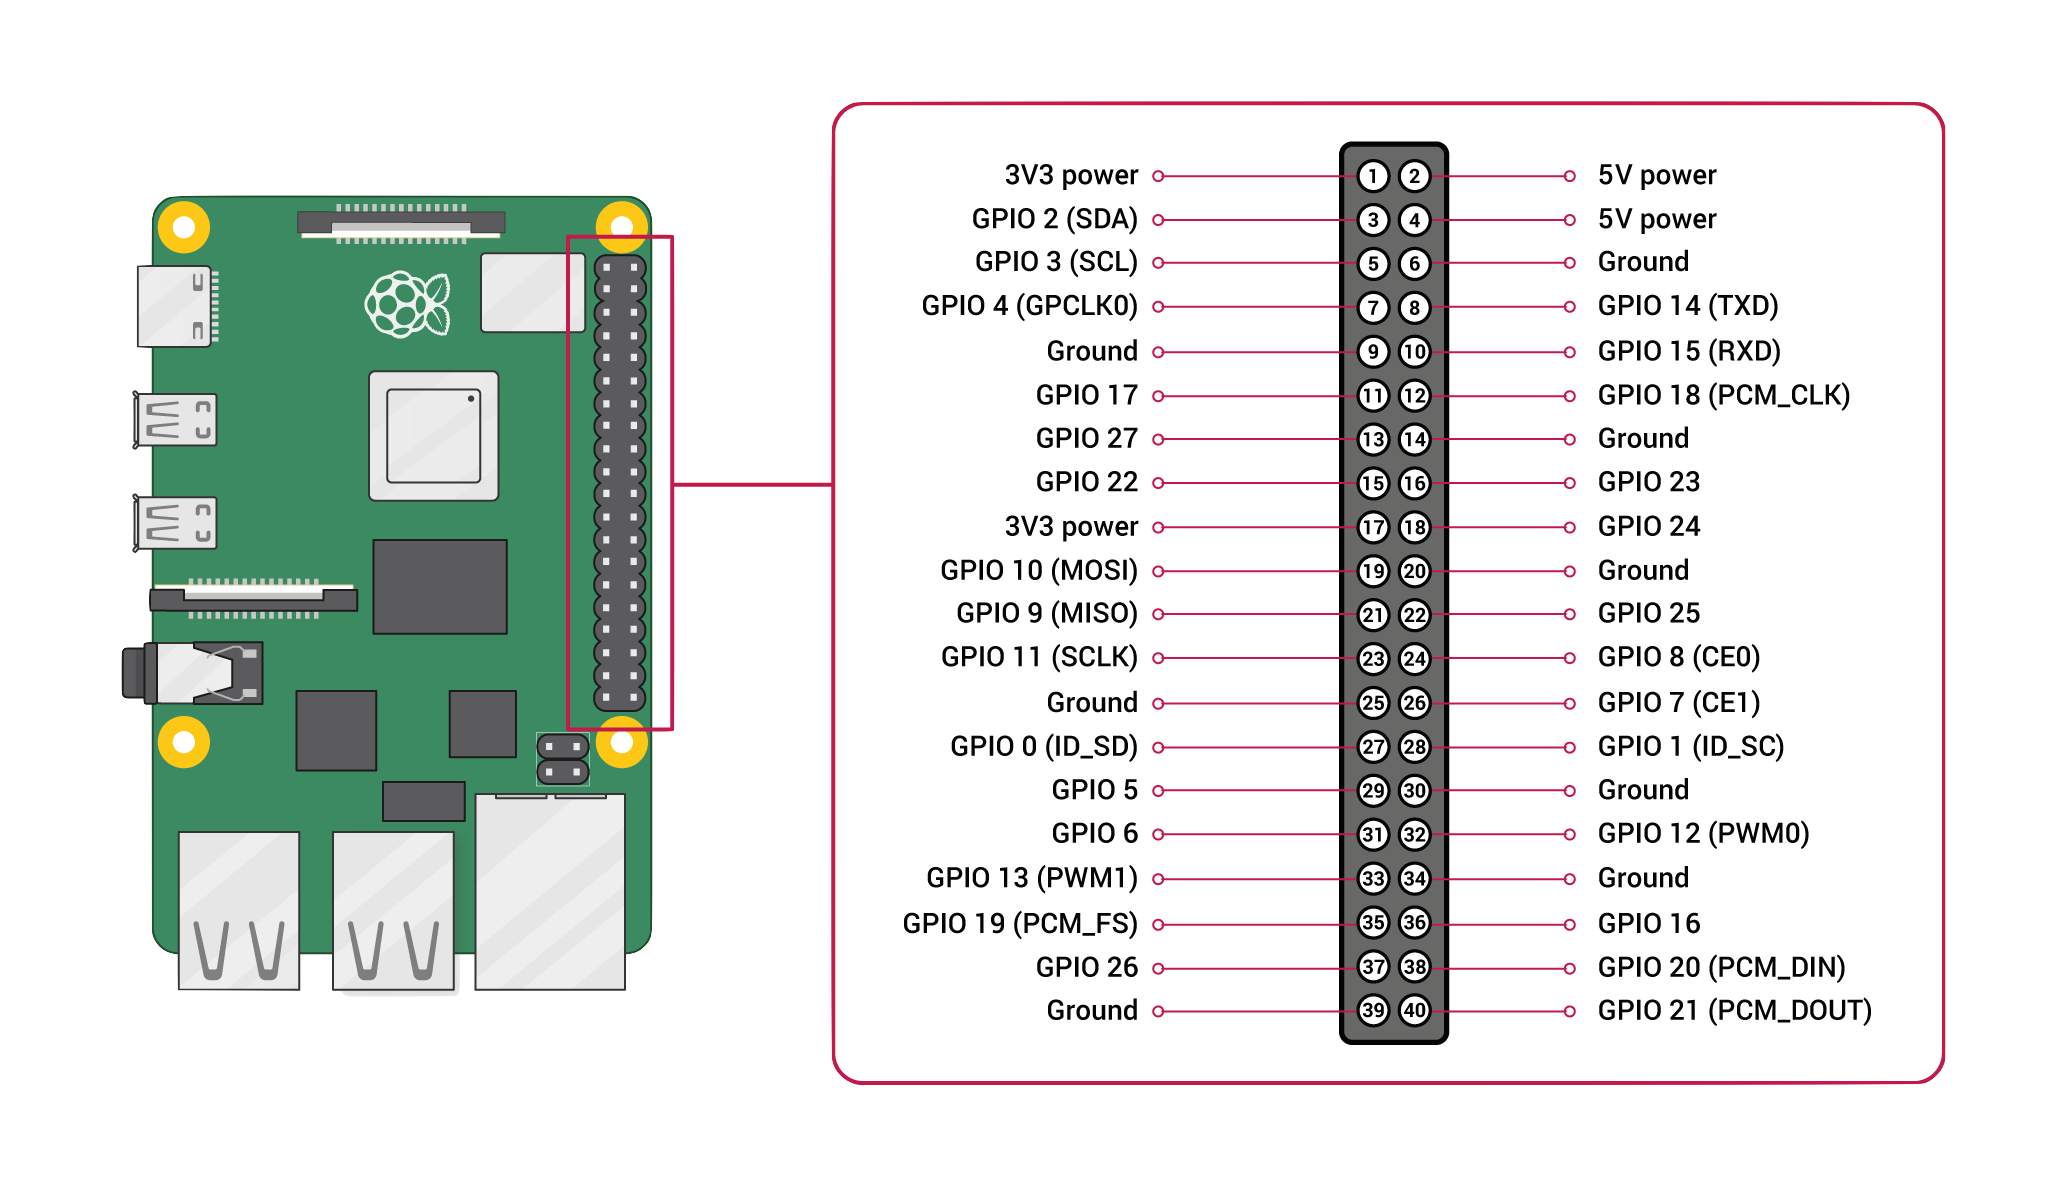 3V3 power 1 2 5V power
GPIO 2 (SDA) 3 4 5V power
GPIO 3 (SCL) 5 6 Ground
GPIO 4 (GPCLK0) 7 8 GPIO 14 (TXD)
Ground 9 10 GPIO 15 (RXD)
GPIO 17 11 12 GPIO 18 (PCM_CLK)
GPIO 27 13 14 Ground
GPIO 22 15 16 GPIO 23
3V3 power 17 18 GPIO 24
GPIO 10 (MOSI) 19 20 Ground
GPIO 9 (MISO) 21 22 GPIO 25
GPIO 11 (SCLK) 23 24 GPIO 8 (CE0)
Ground 25 26 GPIO 7 (CE1)
GPIO 0 (ID_SD) 27 28 GPIO 1 (ID_SC)
GPIO 5 29 30 Ground
GPIO 6 31 32 GPIO 12 (PWM0)
GPIO 13 (PWM1) 33 34 Ground
GPIO 19 (PCM_FS) 35 36 GPIO 16
GPIO 26 37 38 GPIO 20 (PCM_DIN)
Ground 39 40 GPIO 21 (PCM_DOUT)